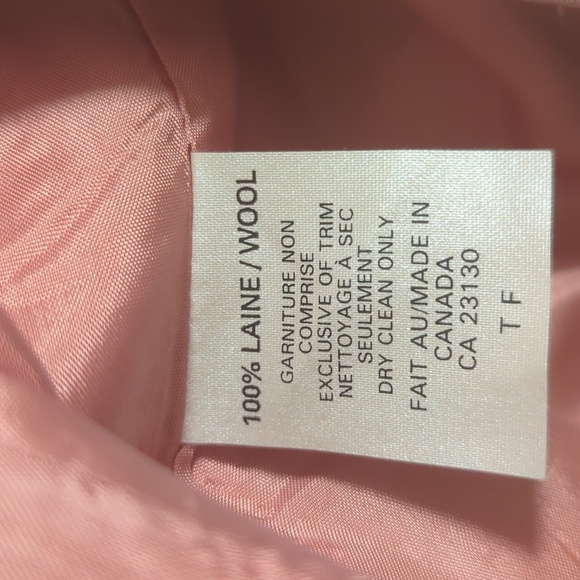 100% LAINE/WOOL
GARNITURE NON
COMPRISE
EXCLUSIVE OF TRIM
NETTOYAGE À SEC
SEULEMENT
DRY CLEAN ONLY
FAIT AU/MADE IN
CANADA
CA 23130
T F